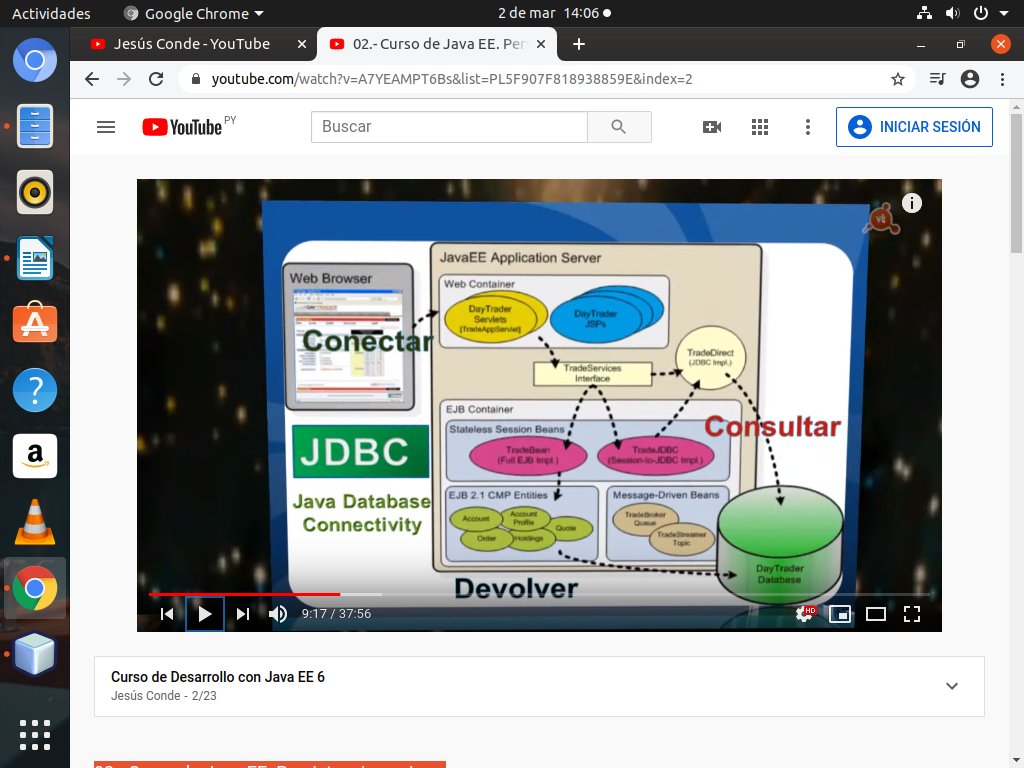 Actividades
Google Chrome
2 de mar 14:06
Jesús Conde - YouTube
02.- Curso de Java EE. Per
youtube.com/watch?v=A7YEAMPT6Bs&list=PL5F907F818938859E&index=2
YouTube PY
Buscar
INICIAR SESIÓN
JavaEE Application Server
Web Browser
Web Container
DayTrader
Servlets
[TradeAppServlet]
DayTrader
JSPs
Conectar
TradeServices
Interface
TradeDirect
(JDBC Impl.)
EJB Container
Stateless Session Beans
TradeBean
(Full EJB Impl.)
TradeJDBC
(Session-to-JDBC Impl.)
Consultar
JDBC
Java Database
Connectivity
EJB 2.1 CMP Entities
Account
Account
Profile
Quote
Order
Holdings
Message-Driven Beans
TradeBroker
Queue
TradeStreamer
Topic
DayTrader
Database
Devolver
9:17 / 37:56
HD
Curso de Desarrollo con Java EE 6
Jesús Conde - 2/23